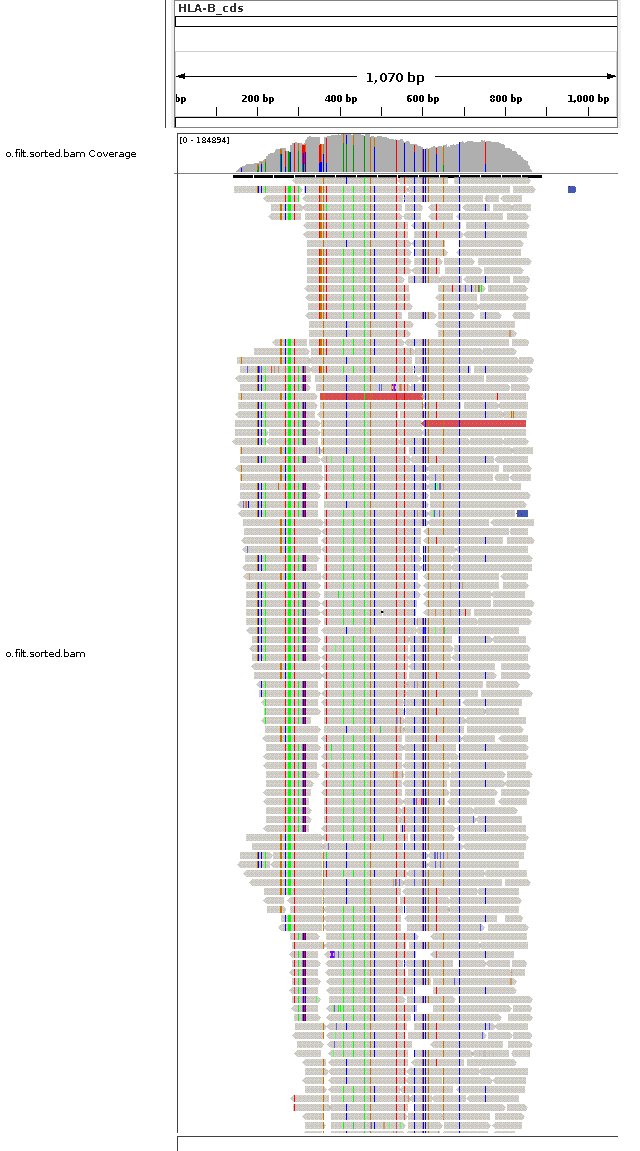 HLA-B_cds
1,070 bp
bp 200 bp 400 bp 600 bp 800 bp 1,000 bp
[0 - 184894]
o.filt.sorted.bam Coverage
o.filt.sorted.bam